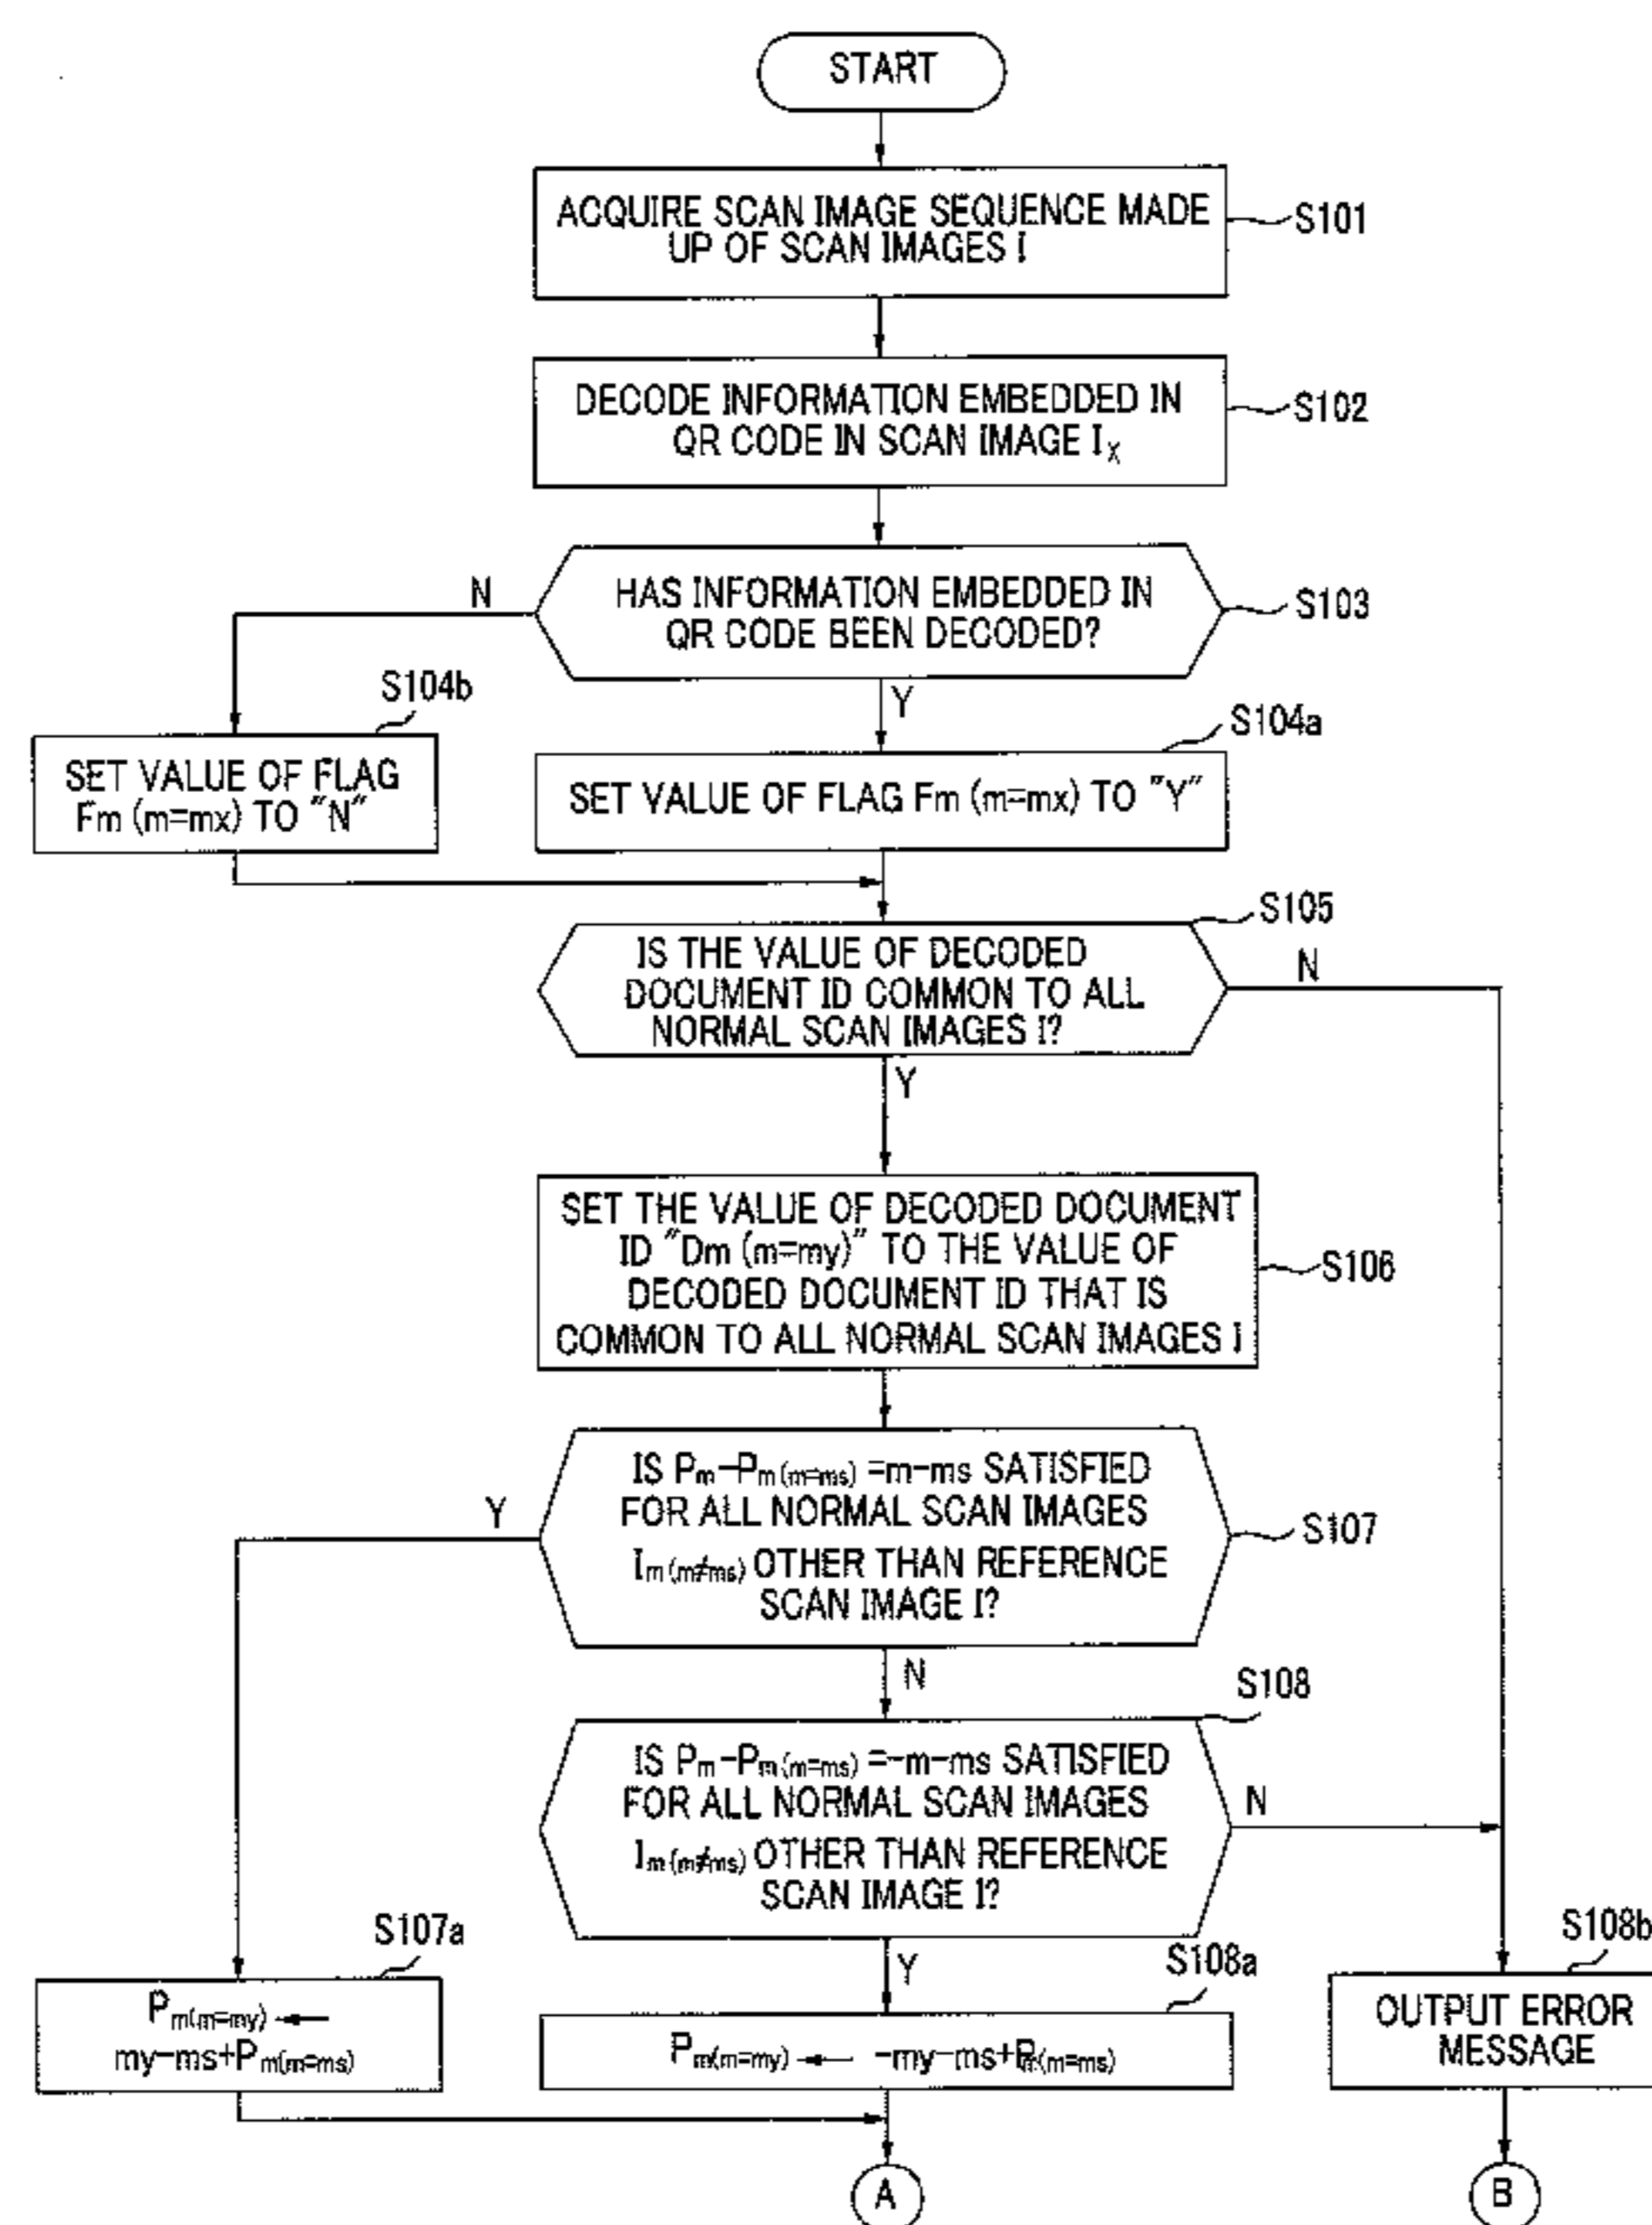 START
ACQUIRE SCAN IMAGE SEQUENCE MADE
UP OF SCAN IMAGES I
S101
DECODE INFORMATION EMBEDDED IN
QR CODE IN SCAN IMAGE Ix
S102
N
HAS INFORMATION EMBEDDED IN
QR CODE BEEN DECODED?
S103
S104b
Y
S104a
SET VALUE OF FLAG
Fm (m=mx) TO "N"
SET VALUE OF FLAG Fm (m=mx) TO "Y"
S105
IS THE VALUE OF DECODED
DOCUMENT ID COMMON TO ALL
NORMAL SCAN IMAGES I?
N
Y
SET THE VALUE OF DECODED DOCUMENT
ID "Dm (m=my)" TO THE VALUE OF
DECODED DOCUMENT ID THAT IS
COMMON TO ALL NORMAL SCAN IMAGES I
S106
IS Pm-Pm(m=ms) =m-ms SATISFIED
FOR ALL NORMAL SCAN IMAGES
Im(m≠ms) OTHER THAN REFERENCE
SCAN IMAGE I?
Y
S107
N
S108
IS Pm-Pm(m=ms) =-m-ms SATISFIED
FOR ALL NORMAL SCAN IMAGES
Im(m≠ms) OTHER THAN REFERENCE
SCAN IMAGE I?
N
S107a
Y
S108a
S108b
Pm(m=my) ←
my-ms+Pm(m=ms)
Pm(m=my) ← -my-ms+Pm(m=ms)
OUTPUT ERROR
MESSAGE
A
B